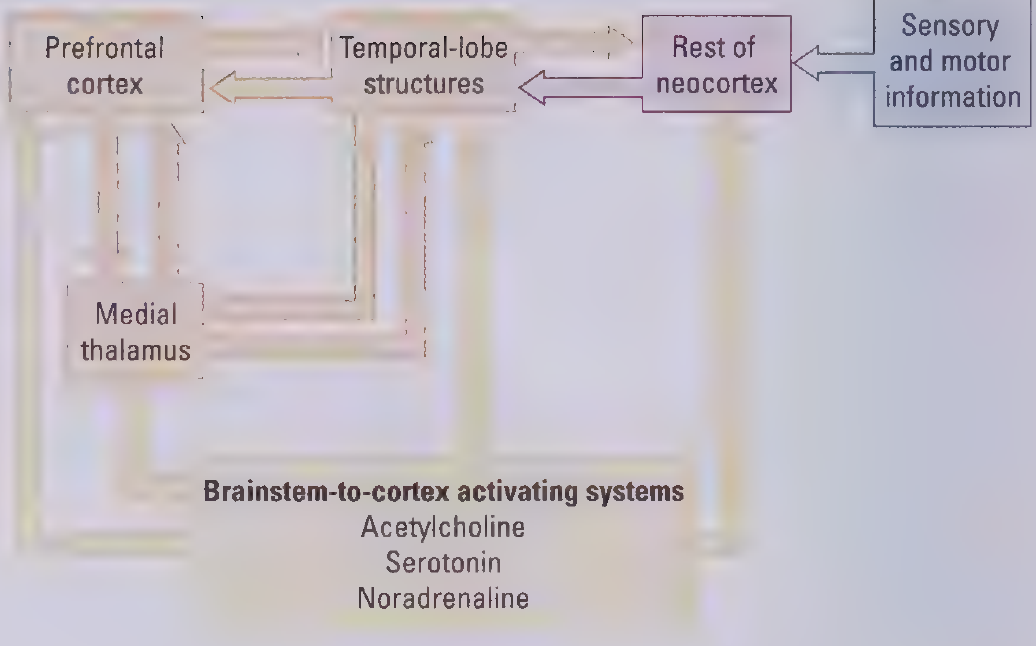 Prefrontal
cortex
Temporal-lobe
structures
Rest of
neocortex
Sensory
and motor
information
Medial
thalamus
Brainstem-to-cortex activating systems
Acetylcholine
Serotonin
Noradrenaline